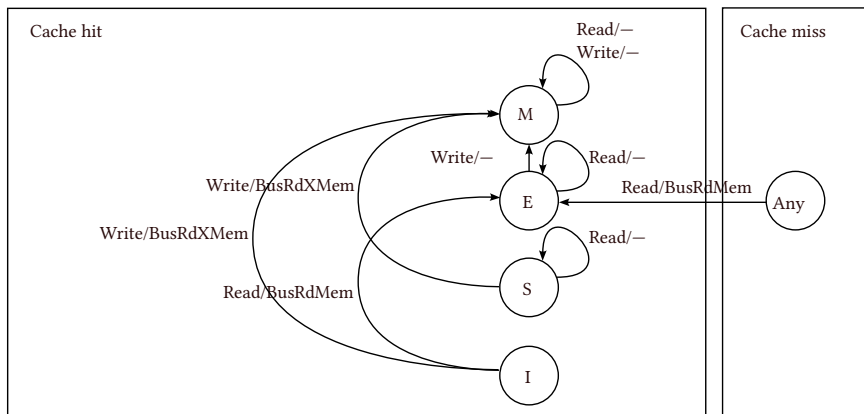 Cache hit
Cache miss
Read/—
Write/—
M
Write/—
Read/—
Write/BusRdXMem
Read/BusRdMem
E
Any
Write/BusRdXMem
Read/—
S
Read/BusRdMem
I